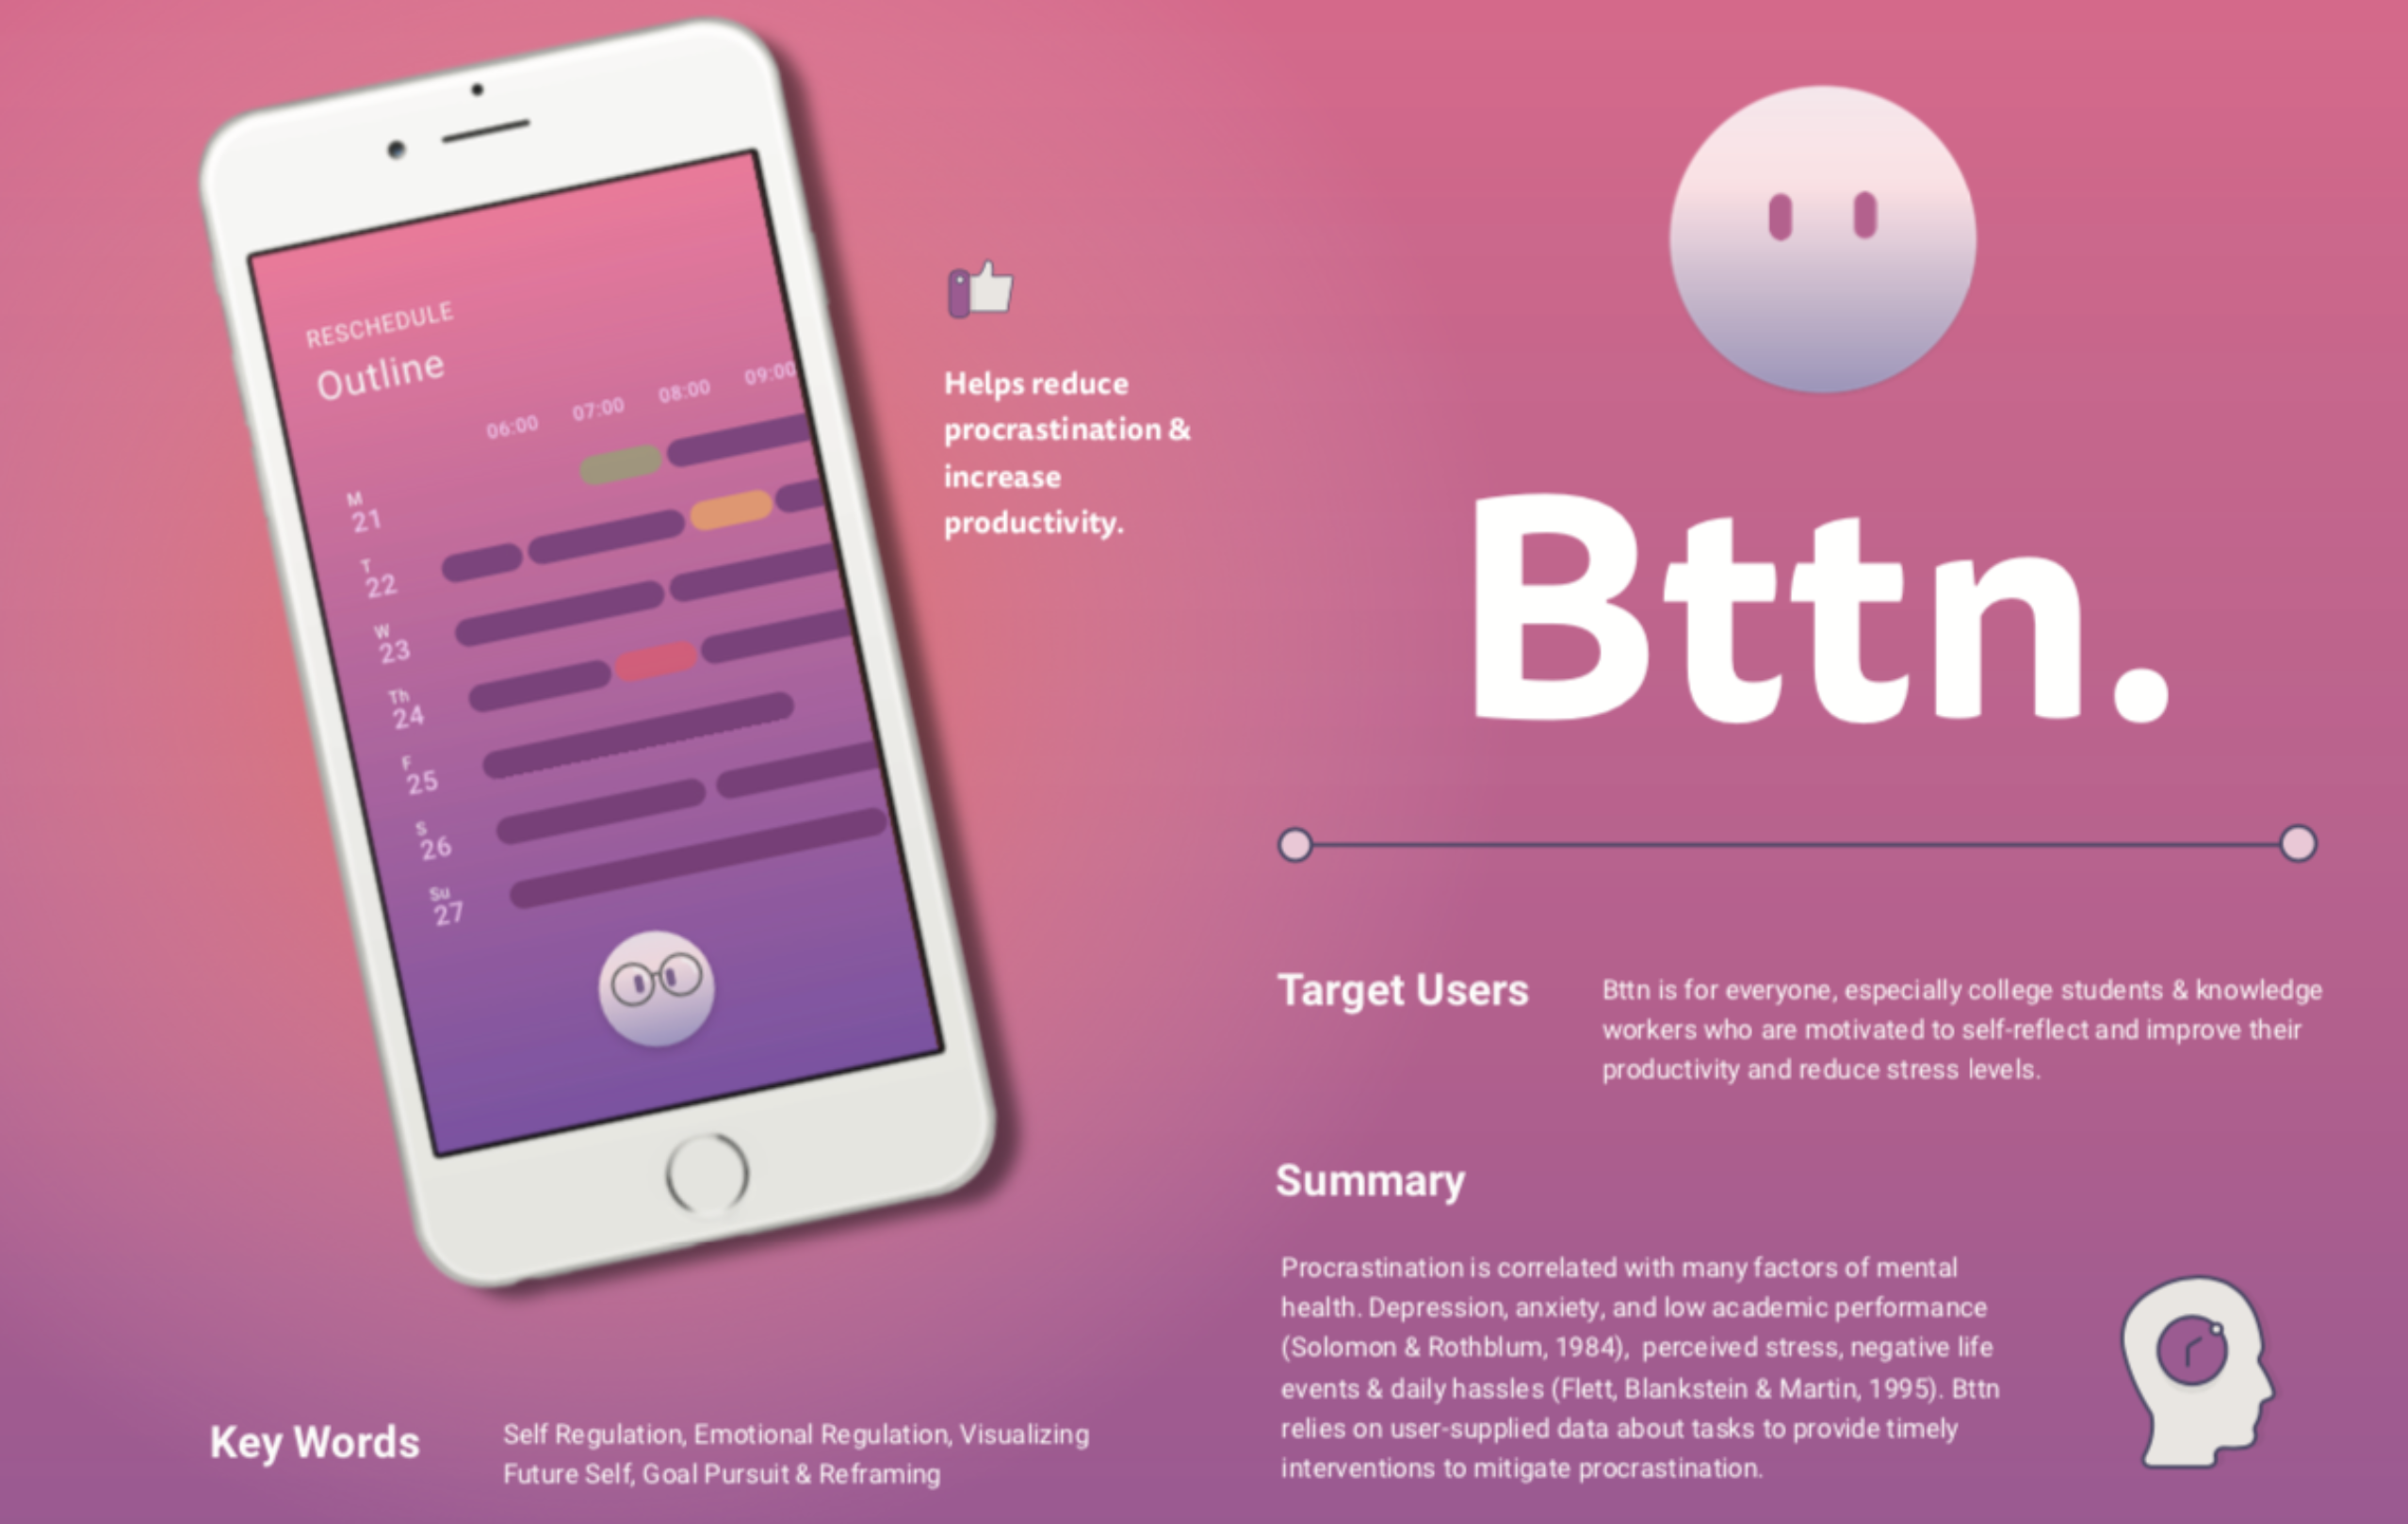 RESCHEDULE
Outline
06:00 07:00 08:00 09:00
M
21
T
22
W
23
Th
24
F
25
S
26
Su
27
Helps reduce
procrastination &
increase
productivity.
Key Words
Self Regulation, Emotional Regulation, Visualizing
Future Self, Goal Pursuit & Reframing
Bttn.
Target Users
Bttn is for everyone, especially college students & knowledge
workers who are motivated to self-reflect and improve their
productivity and reduce stress levels.
Summary
Procrastination is correlated with many factors of mental
health. Depression, anxiety, and low academic performance
(Solomon & Rothblum, 1984),  perceived stress, negative life
events & daily hassles (Flett, Blankstein & Martin, 1995). Bttn
relies on user-supplied data about tasks to provide timely
interventions to mitigate procrastination.